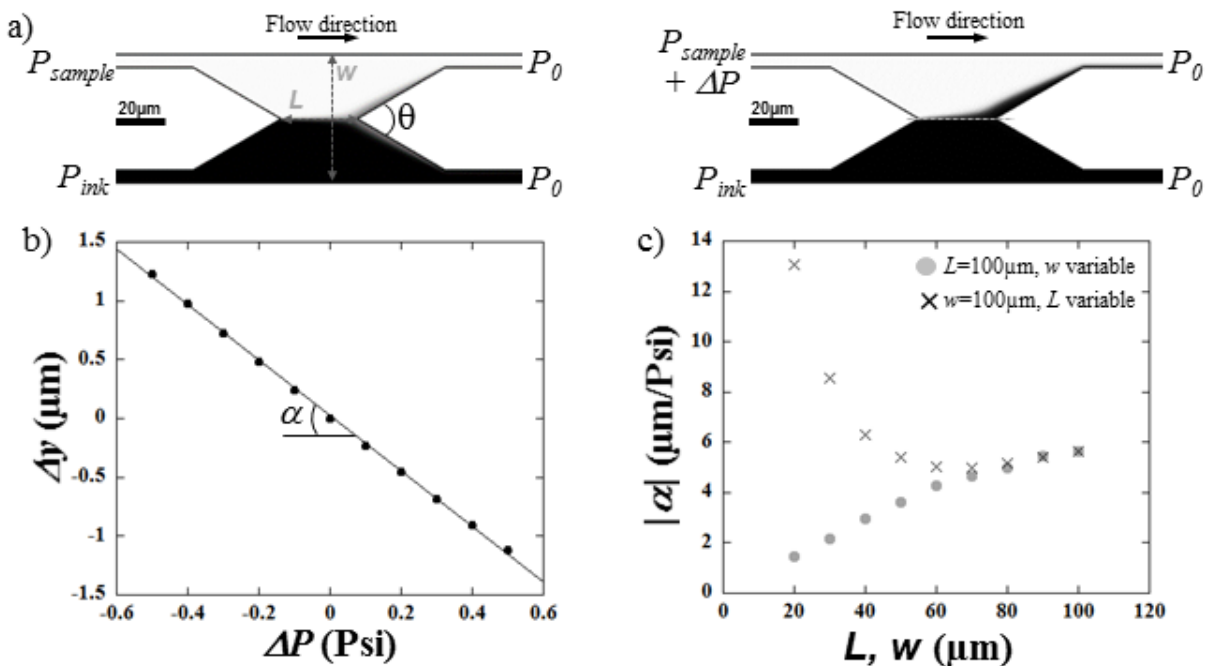 a)
Flow direction
P_sample
w
P_0
L
θ
20µm
P_ink
P_0
Flow direction
P_sample
+ ΔP
P_0
20µm
P_ink
P_0
b)
1.5
1
0.5
0
-0.5
-1
-1.5
Δy (µm)
α
-0.6
-0.4
-0.2
0
0.2
0.4
0.6
ΔP (Psi)
c)
14
12
10
8
6
4
2
0
|α| (µm/Psi)
L=100µm, w variable
w=100µm, L variable
0
20
40
60
80
100
120
L, w (µm)